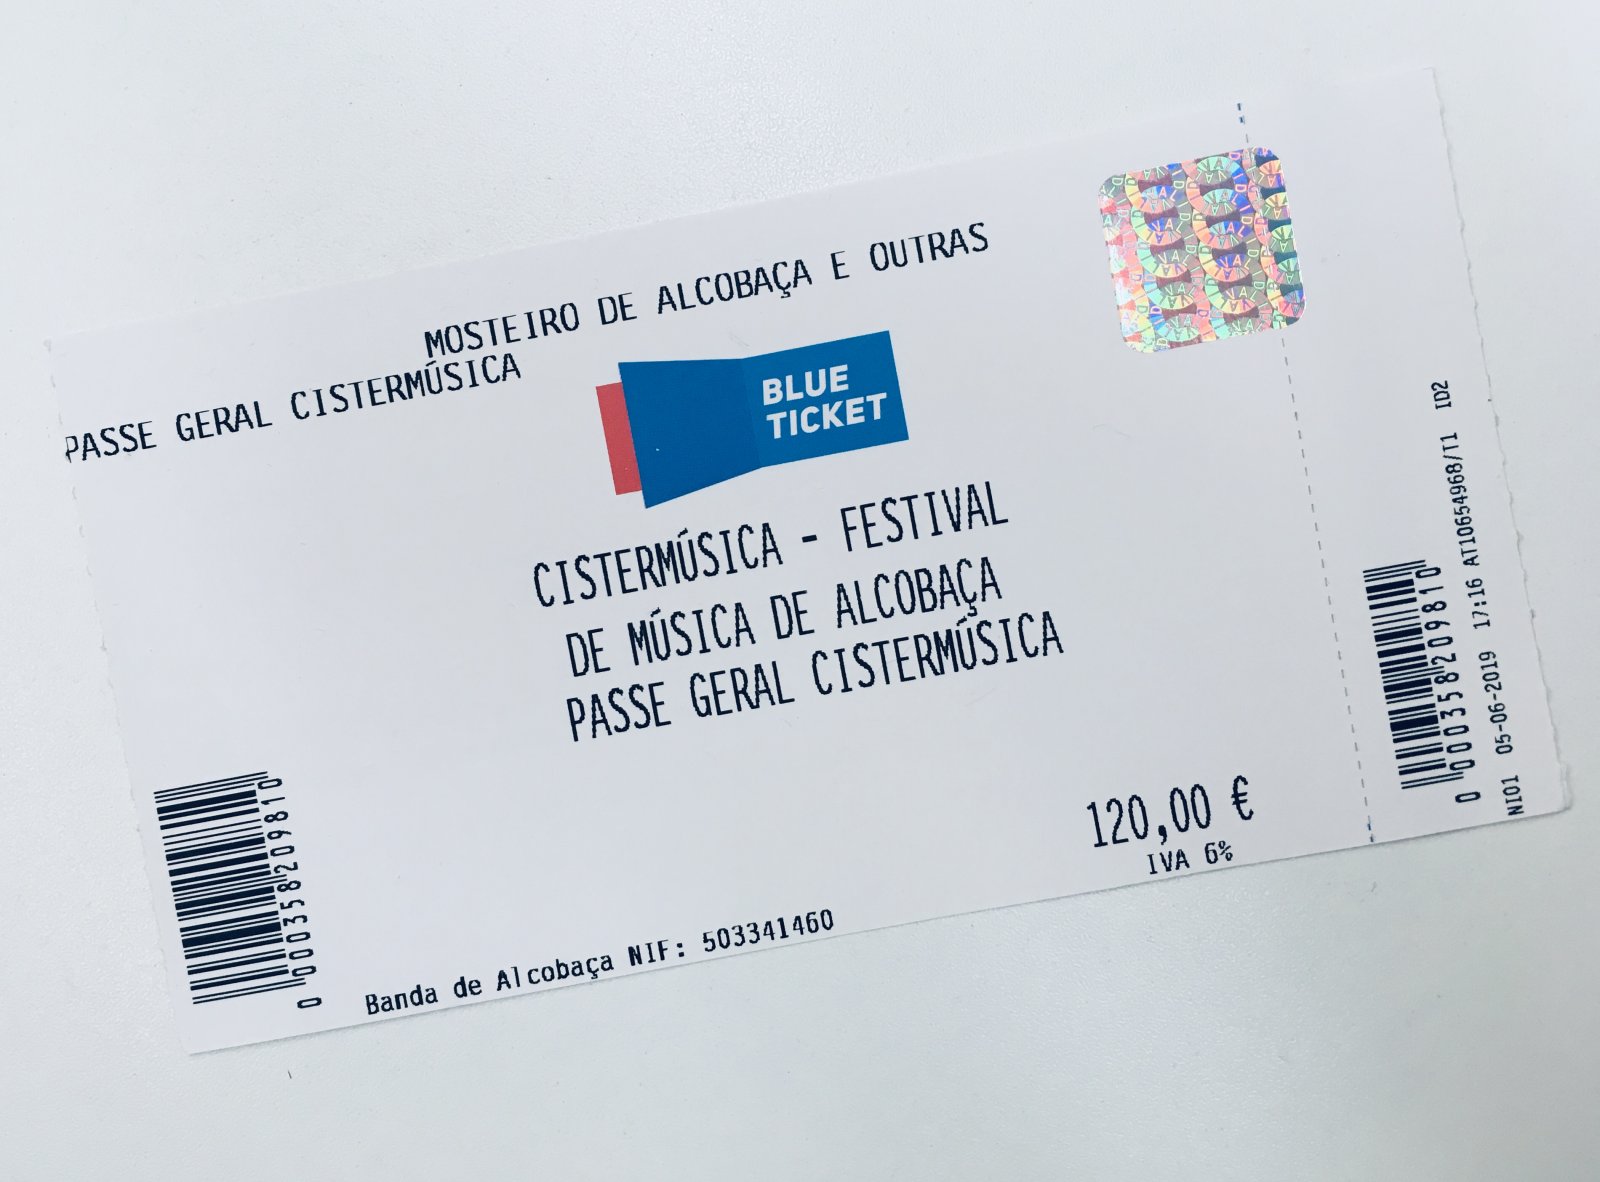 MOSTEIRO DE ALCOBAÇA E OUTRAS
PASSE GERAL CISTERMÚSICA
BLUE
TICKET
CISTERMÚSICA - FESTIVAL
DE MÚSICA DE ALCOBAÇA
PASSE GERAL CISTERMÚSICA
120,00 €
IVA 6%
Banda de Alcobaça NIF: 503341460
0 000358 209810
0 000358 209810
NI01 05-06-2019 17:16 AT10654968/T1 ID2